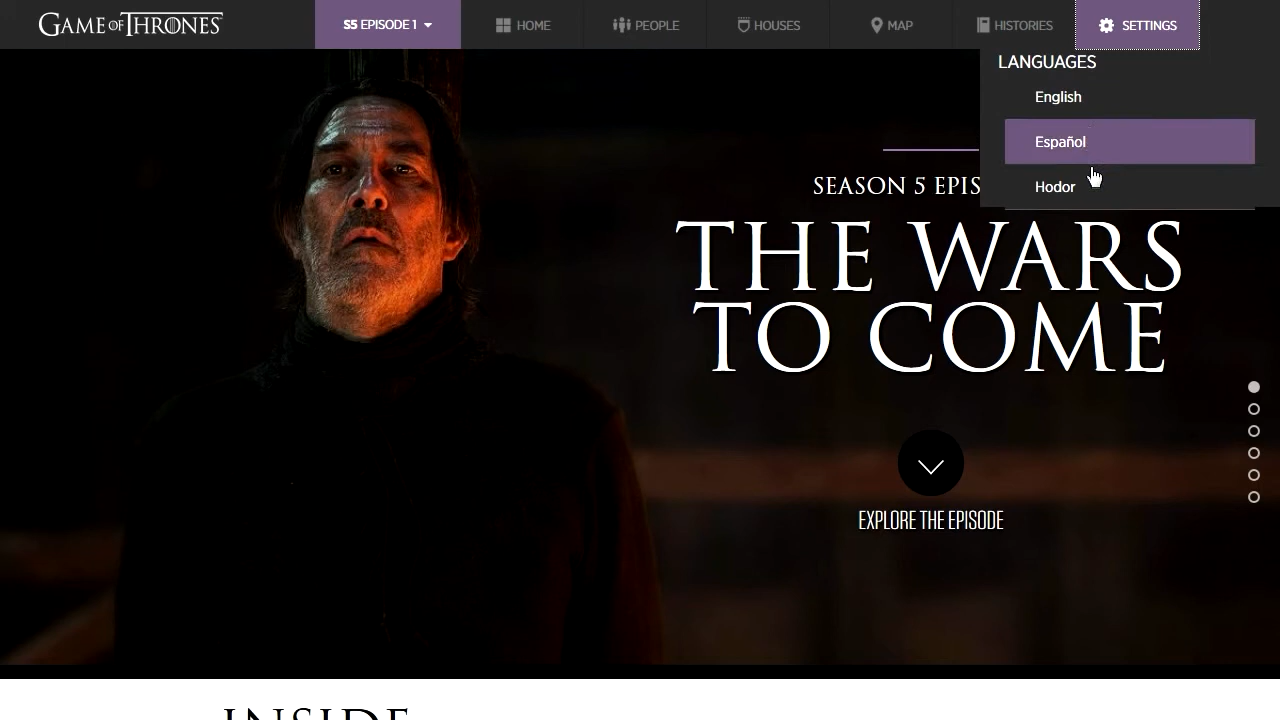 GAME OF THRONES
S5 EPISODE 1
HOME
PEOPLE
HOUSES
MAP
HISTORIES
SETTINGS
LANGUAGES
English
Español
Hodor
SEASON 5 EPIS
THE WARS
TO COME
EXPLORE THE EPISODE
INSIDE